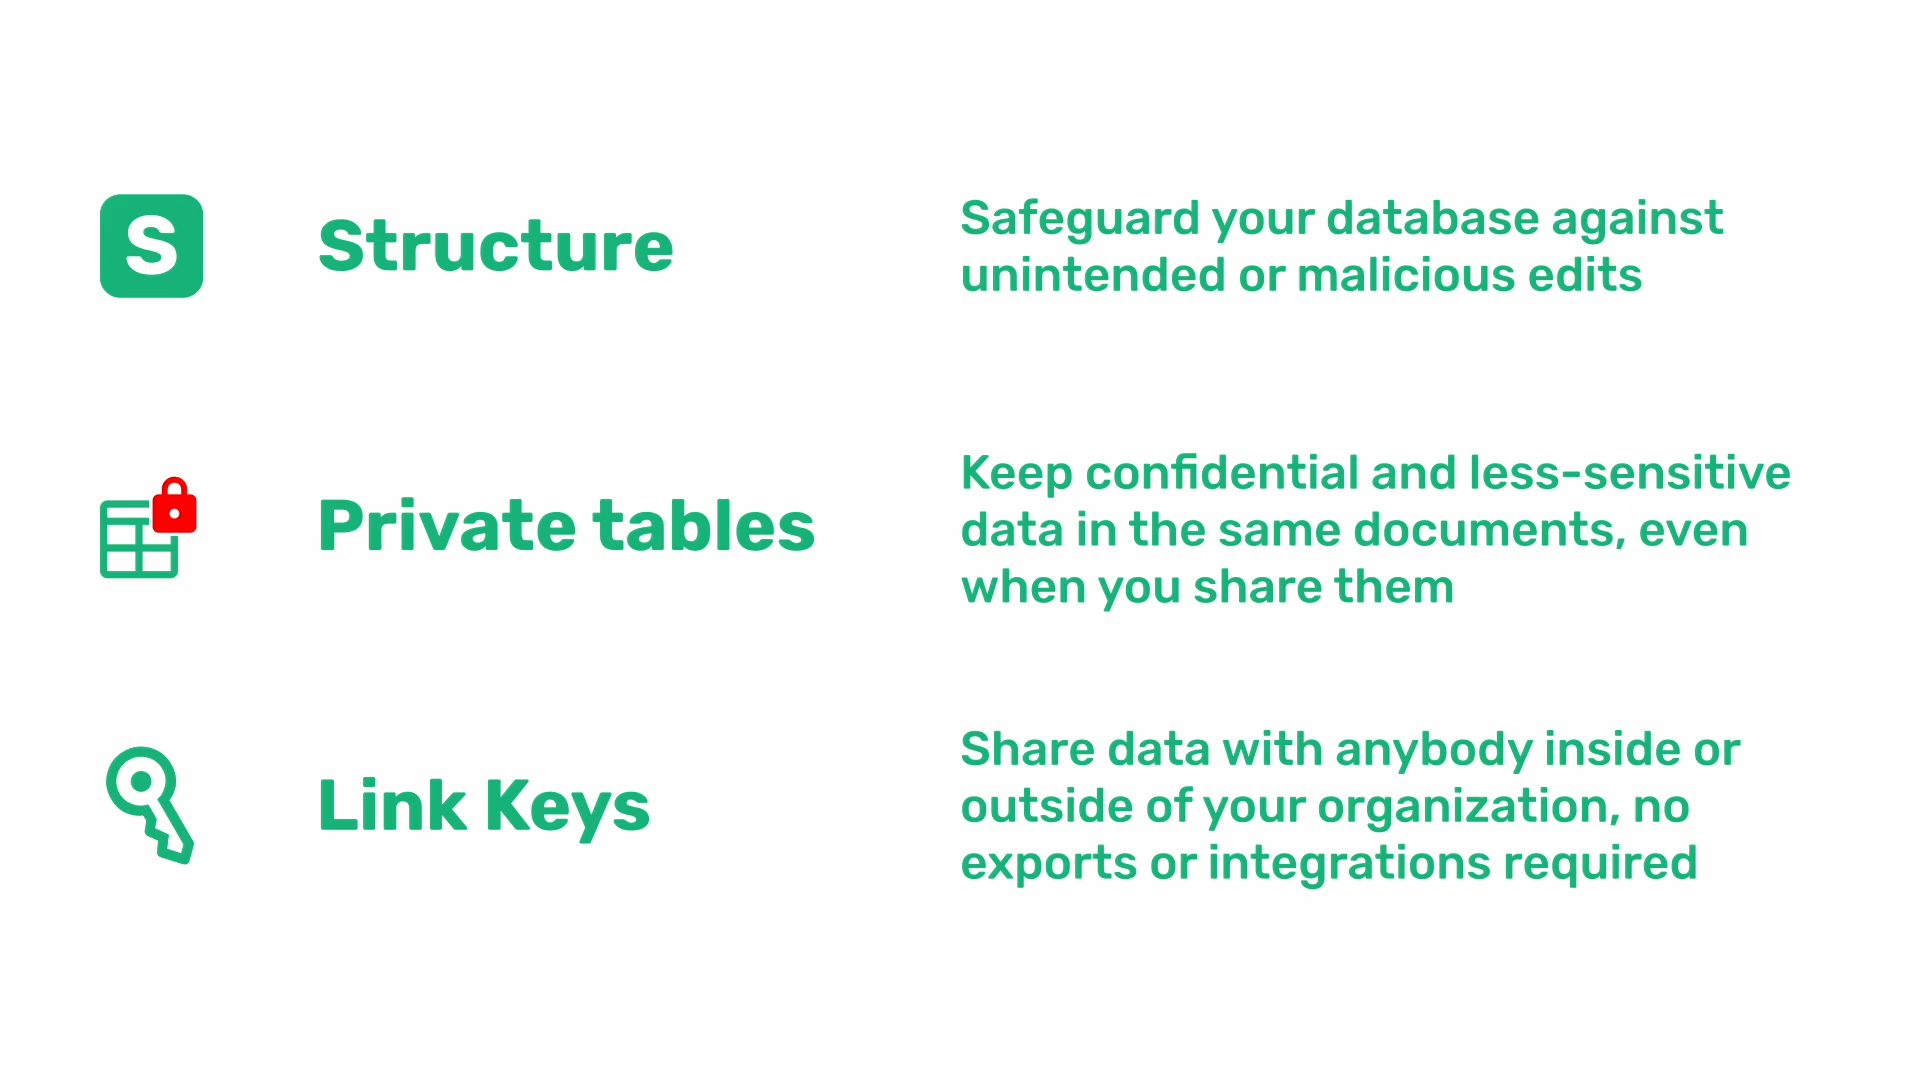 S
Structure
Safeguard your database against
unintended or malicious edits
Private tables
Keep confidential and less-sensitive
data in the same documents, even
when you share them
Link Keys
Share data with anybody inside or
outside of your organization, no
exports or integrations required